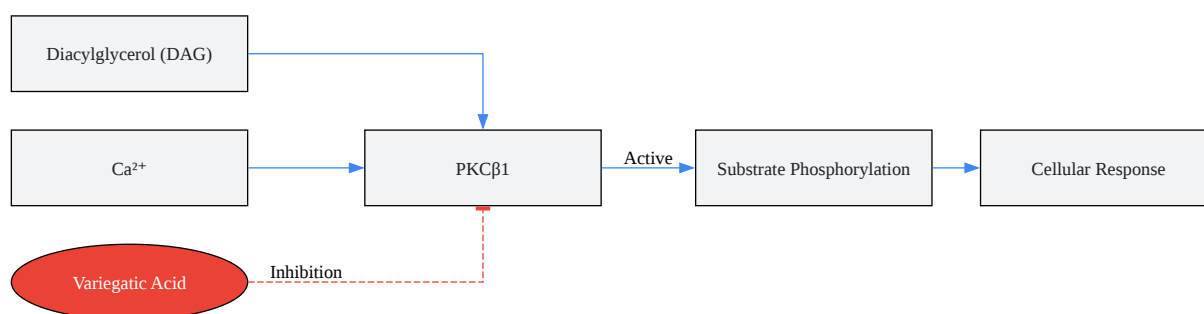 Diacylglycerol (DAG)
Ca²⁺
PKCβ1
Active
Substrate Phosphorylation
Cellular Response
Variegatic Acid
Inhibition